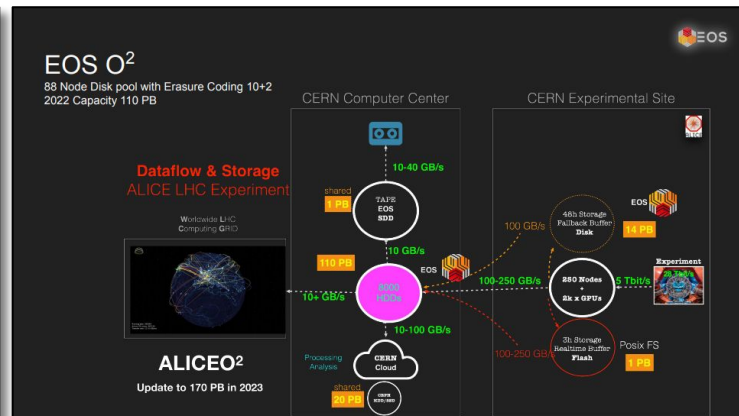 EOS
EOS O²
88 Node Disk pool with Erasure Coding 10+2
2022 Capacity 110 PB
CERN Computer Center
CERN Experimental Site
ALICE
10-40 GB/s
Dataflow & Storage
ALICE LHC Experiment
shared
1 PB
TAPE
EOS
SDD
Worldwide LHC
Computing GRID
10 GB/s
110 PB
EOS
8000
HDDs
10+ GB/s
10-100 GB/s
100 GB/s
48h Storage
Fallback Buffer
Disk
EOS
14 PB
100-250 GB/s
280 Nodes
+
2k x GPUs
5 Tbit/s
Experiment
100-250 GB/s
3h Storage
Realtime Buffer
Flash
Posix FS
1 PB
Processing
Analysis
CERN
Cloud
shared
20 PB
CERN
HDD/SSD
ALICEO²
Update to 170 PB in 2023